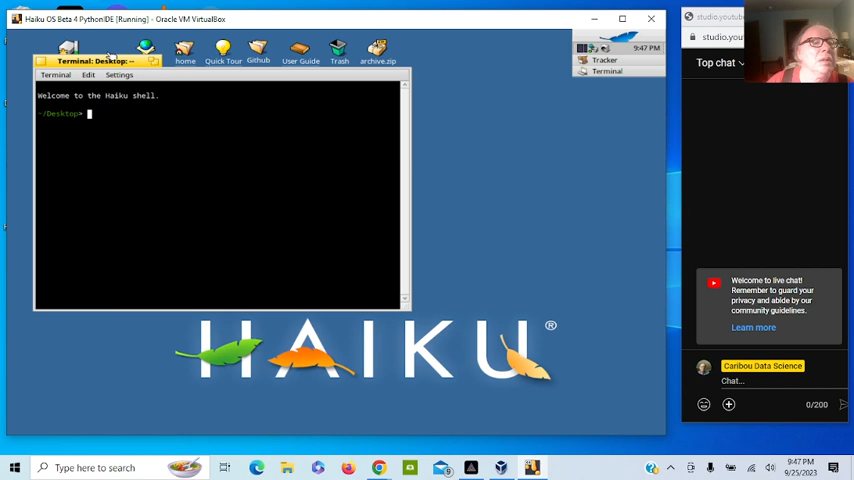 Haiku OS Beta 4 PythonIDE [Running] - Oracle VM VirtualBox
home
Quick Tour
Github
User Guide
Trash
archive.zip
9:47 PM
Tracker
Terminal
Terminal: Desktop: --
Terminal Edit Settings
Welcome to the Haiku shell.
~/Desktop>
HAIKU®
studio.youtube
studio.you
Top chat
Welcome to live chat!
Remember to guard your
privacy and abide by our
community guidelines.
Learn more
Caribou Data Science
Chat...
0/200
Type here to search
9:47 PM
9/25/2023